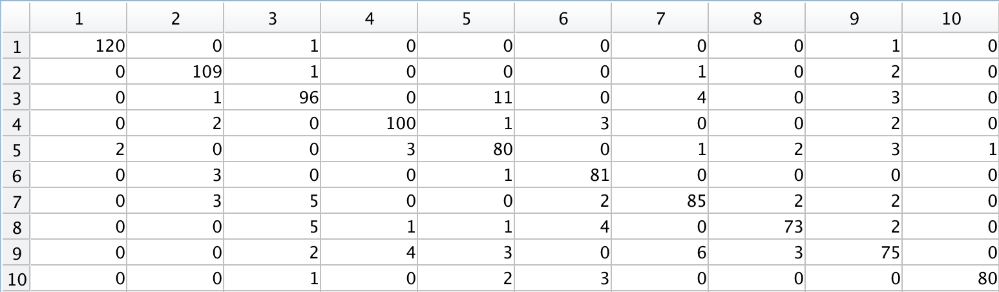 1 2 3 4 5 6 7 8 9 10
1 120 0 1 0 0 0 0 0 1 0
2 0 109 1 0 0 0 1 0 2 0
3 0 1 96 0 11 0 4 0 3 0
4 0 2 0 100 1 3 0 0 2 0
5 2 0 0 3 80 0 1 2 3 1
6 0 3 0 0 1 81 0 0 0 0
7 0 3 5 0 0 2 85 2 2 0
8 0 0 5 1 1 4 0 73 2 0
9 0 0 2 4 3 0 6 3 75 0
10 0 0 1 0 2 3 0 0 0 80